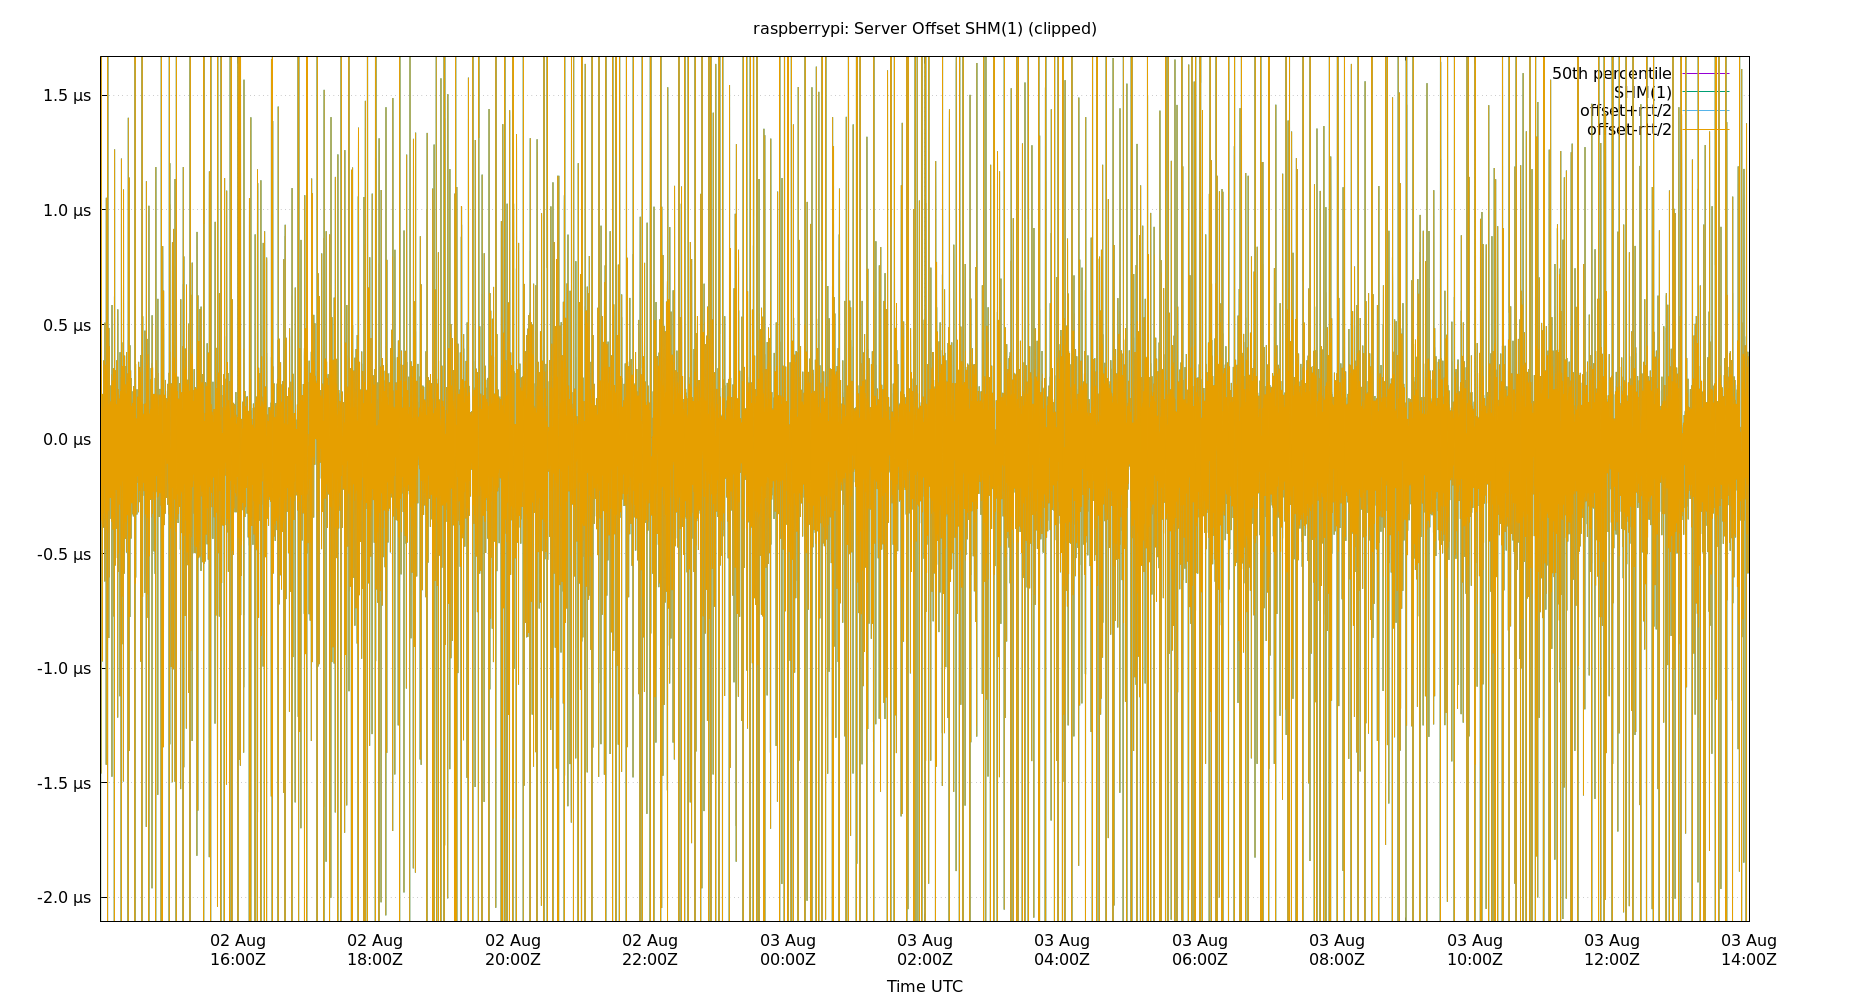 raspberrypi: Server Offset SHM(1) (clipped)
50th percentile
SHM(1)
offset+rtt/2
offset-rtt/2
1.5 µs
1.0 µs
0.5 µs
0.0 µs
-0.5 µs
-1.0 µs
-1.5 µs
-2.0 µs
02 Aug 02 Aug 02 Aug 02 Aug 03 Aug 03 Aug 03 Aug 03 Aug 03 Aug 03 Aug 03 Aug 03 Aug
16:00Z 18:00Z 20:00Z 22:00Z 00:00Z 02:00Z 04:00Z 06:00Z 08:00Z 10:00Z 12:00Z 14:00Z
Time UTC